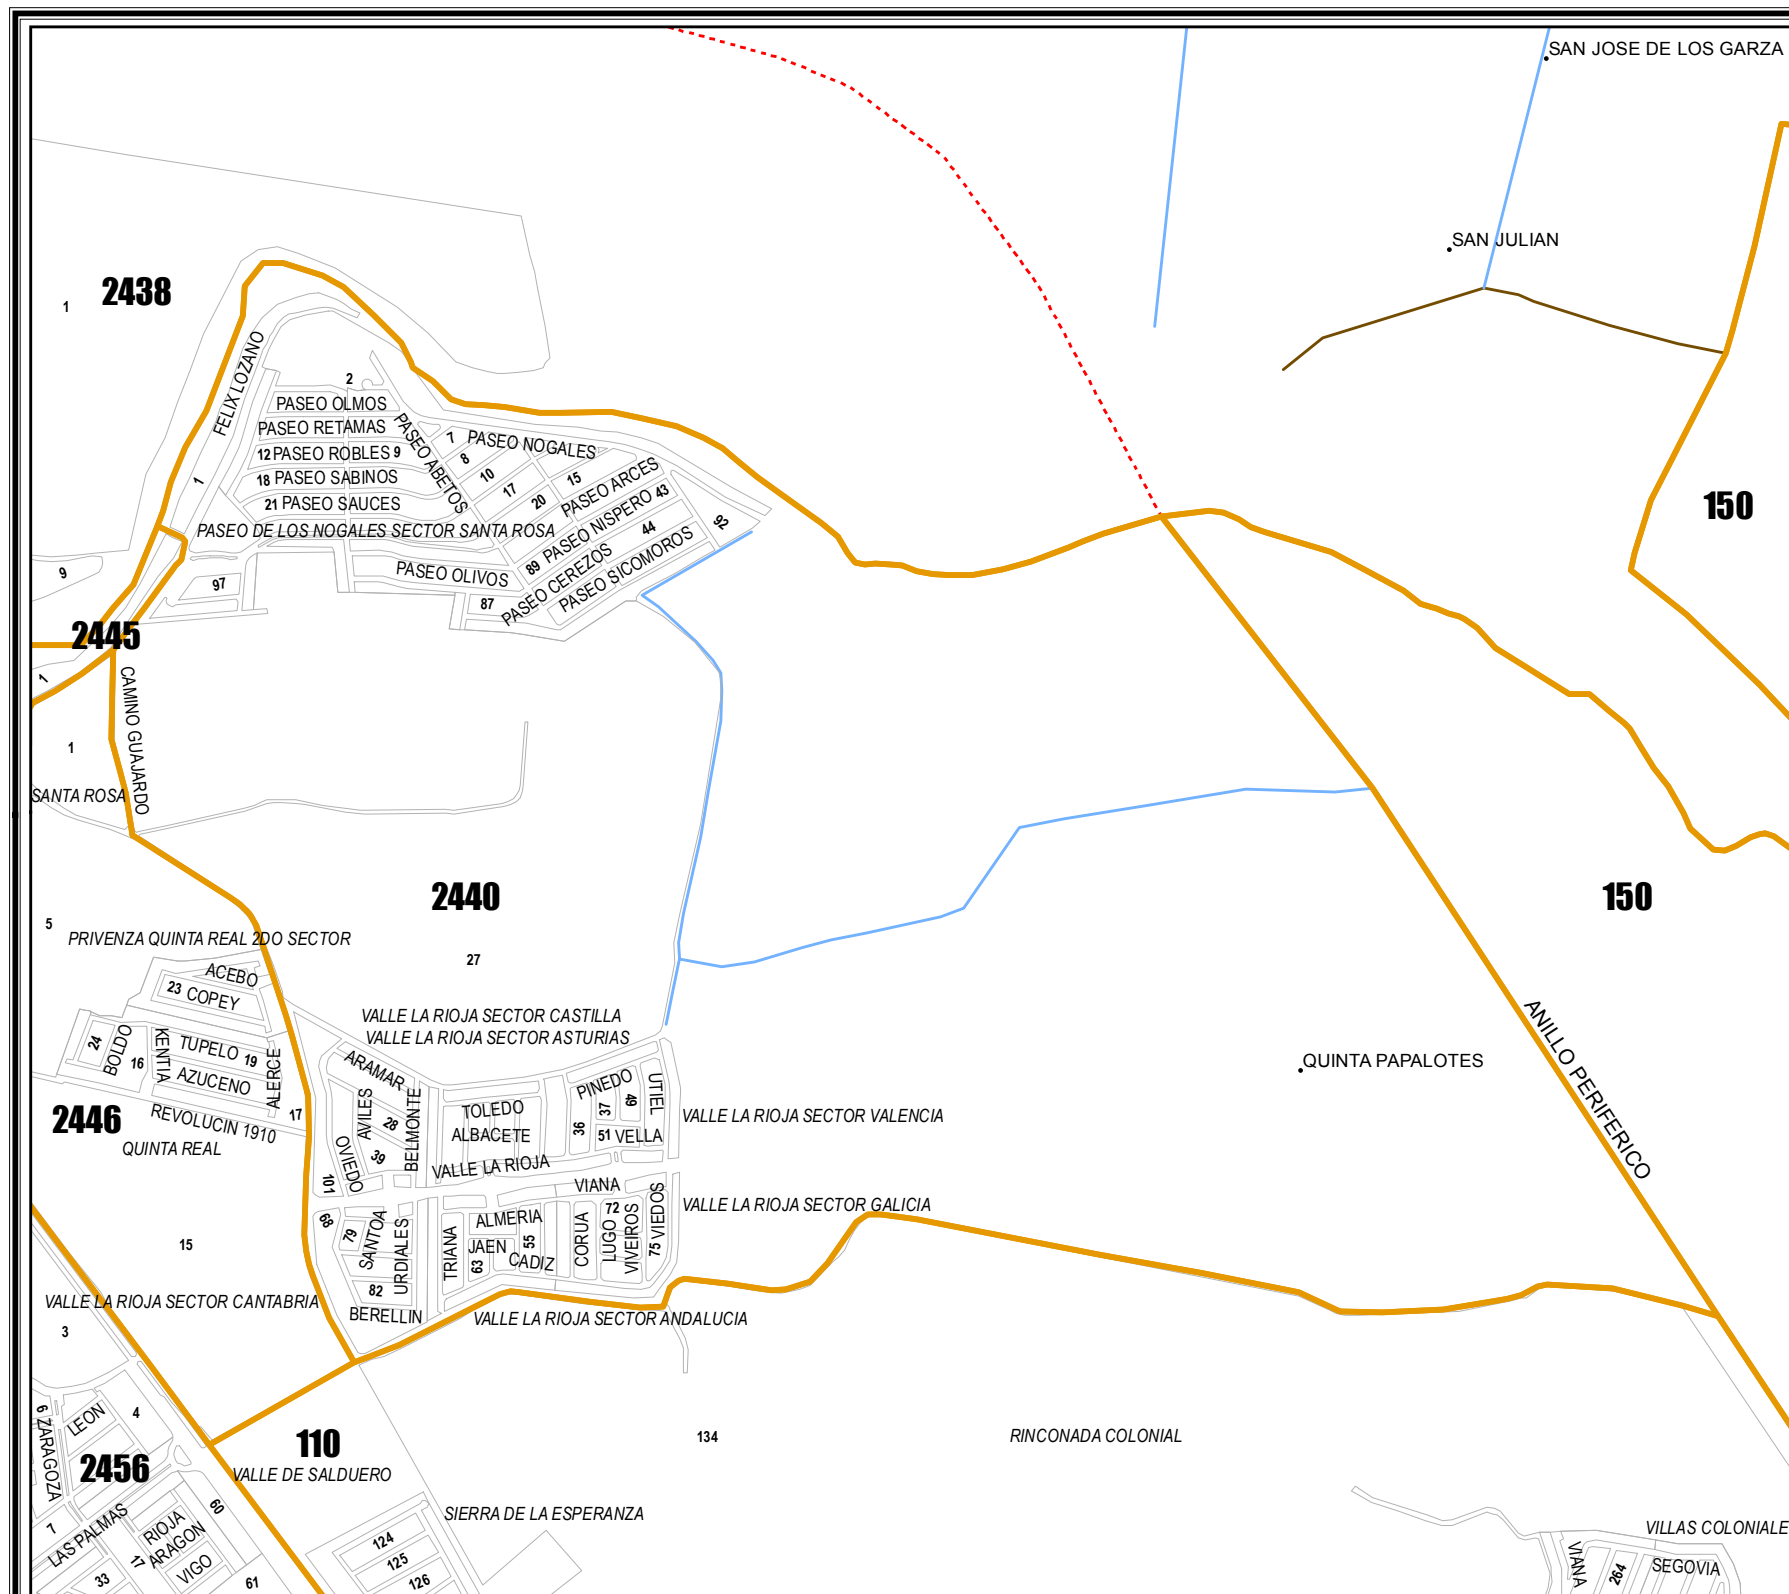 SAN JOSE DE LOS GARZA
SAN JULIAN
2438
1
FELIX LOZANO
2
PASEO OLMOS
PASEO RETAMAS
12 PASEO ROBLES 9
18 PASEO SABINOS
21 PASEO SAUCES
PASEO ABETOS
7
PASEO NOGALES
8
10
15
17
20
PASEO ARCES
PASEO NISPERO 43
44
92
1
150
PASEO DE LOS NOGALES SECTOR SANTA ROSA
89
PASEO CEREZOS
PASEO SICOMOROS
PASEO OLIVOS
9
97
87
2445
1
CAMINO GUAJARDO
1
SANTA ROSA
2440
150
5
PRIVENZA QUINTA REAL 2DO SECTOR
27
ACEBO
23 COPEY
VALLE LA RIOJA SECTOR CASTILLA
VALLE LA RIOJA SECTOR ASTURIAS
ANILLO PERIFERICO
24
BOLDO
16
KENTIA
TUPELO 19
AZUCENO
ALERCE
17
ARAMAR
QUINTA PAPALOTES
2446
REVOLUCIN 1910
QUINTA REAL
AVILES
28
39
BELMONTE
OVIEDO
101
TOLEDO
ALBACETE
VALLE LA RIOJA
PINEDO
36
37
49
UTIEL
51 VELLA
VALLE LA RIOJA SECTOR VALENCIA
VIANA
VALLE LA RIOJA SECTOR GALICIA
68
79
SANTOA
URDIALES
82
BERELLIN
TRIANA
ALMERIA
JAEN
63
55
CADIZ
CORUA
72
LUGO
VIVEIROS
75 VIEDOS
15
VALLE LA RIOJA SECTOR CANTABRIA
VALLE LA RIOJA SECTOR ANDALUCIA
3
6
ZARAGOZA
LEON
4
110
VALLE DE SALDUERO
134
RINCONADA COLONIAL
2456
60
SIERRA DE LA ESPERANZA
7
LAS PALMAS
17
RIOJA
ARAGON
VIGO
33
61
124
125
126
VILLAS COLONIALE
VIANA
264
SEGOVIA